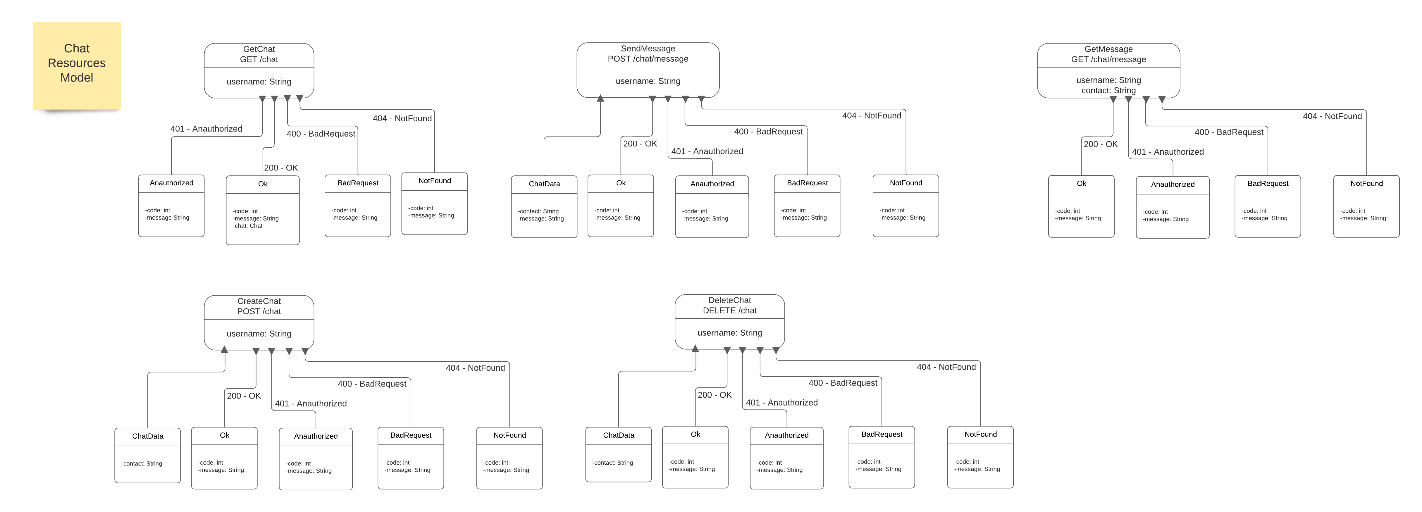 Chat
Resources
Model
GetChat
GET /chat
username: String
401 - Anauthorized
200 - OK
400 - BadRequest
404 - NotFound
Anauthorized
-code: int
-message String
Ok
-code: int
-message: String
-chat: Chat
BadRequest
-code: int
-message: String
NotFound
-code: int
-message: String
SendMessage
POST /chat/message
username: String
200 - OK
401 - Anauthorized
400 - BadRequest
404 - NotFound
ChatData
-contact: String
-message: String
Ok
-code: int
-message: String
Anauthorized
-code: int
-message: String
BadRequest
-code: int
-message: String
NotFound
-code: int
-message: String
GetMessage
GET /chat/message
username: String
contact: String
200 - OK
401 - Anauthorized
400 - BadRequest
404 - NotFound
Ok
-code: int
-message: String
Anauthorized
-code: int
-message: String
BadRequest
-code: int
-message: String
NotFound
-code: int
-message: String
CreateChat
POST /chat
username: String
200 - OK
401 - Anauthorized
400 - BadRequest
404 - NotFound
ChatData
-contact: String
Ok
-code: int
-message: String
Anauthorized
-code: int
-message: String
BadRequest
-code: int
-message: String
NotFound
-code: int
-message: String
DeleteChat
DELETE /chat
username: String
200 - OK
401 - Anauthorized
400 - BadRequest
404 - NotFound
ChatData
-contact: String
Ok
-code: int
-message: String
Anauthorized
-code: int
-message: String
BadRequest
-code: int
-message: String
NotFound
-code: int
-message: String